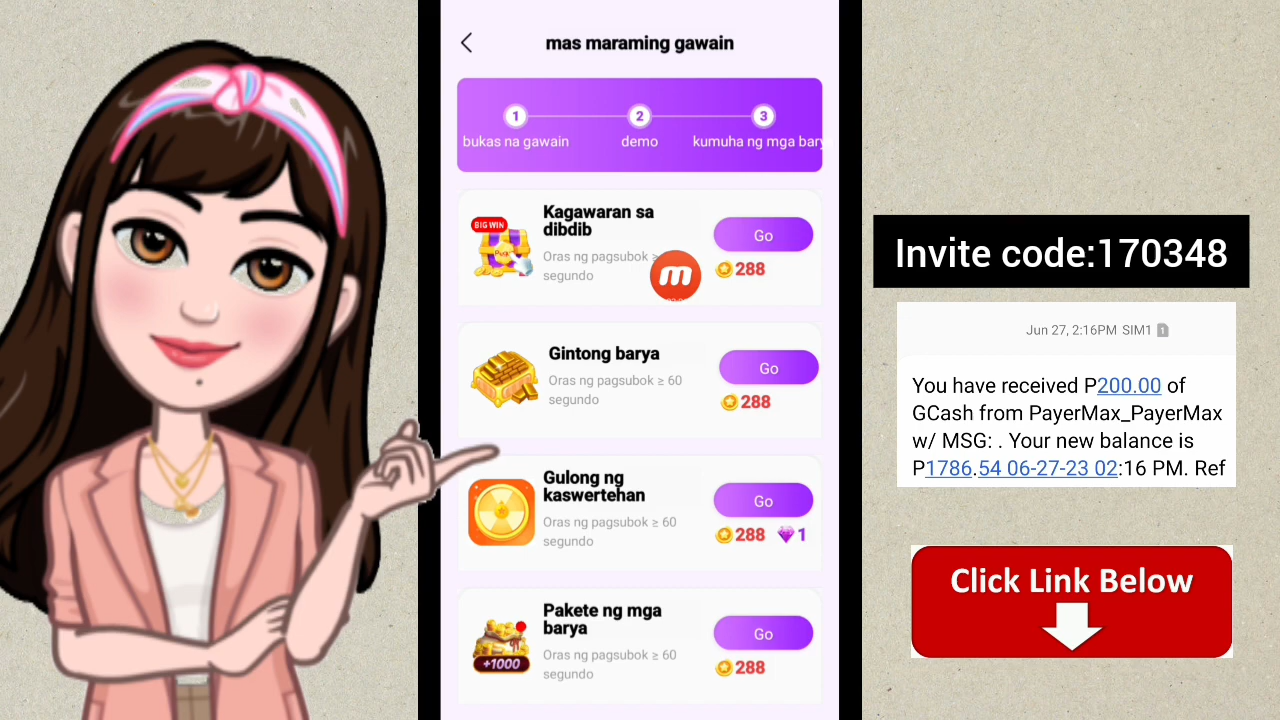 mas maraming gawain
1
2
3
bukas na gawain
demo
kumuha ng mga bary
BIG WIN
Kagawaran sa
dibdib
Oras ng pagsubok ≥
segundo
Go
288
Gintong barya
Oras ng pagsubok ≥ 60
segundo
Go
288
Gulong ng
kaswertehan
Oras ng pagsubok ≥ 60
segundo
Go
288
1
Pakete ng mga
barya
Oras ng pagsubok ≥ 60
segundo
+1000
Go
288
Invite code:170348
Jun 27, 2:16PM SIM1 1
You have received P200.00 of
GCash from PayerMax_PayerMax
w/ MSG: . Your new balance is
P1786.54 06-27-23 02:16 PM. Ref
Click Link Below